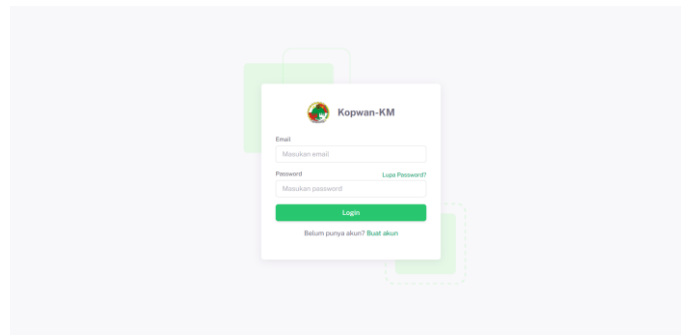 Kopwan-KM
Email
Masukan email
Password
Lupa Password?
Masukan password
Login
Belum punya akun? Buat akun